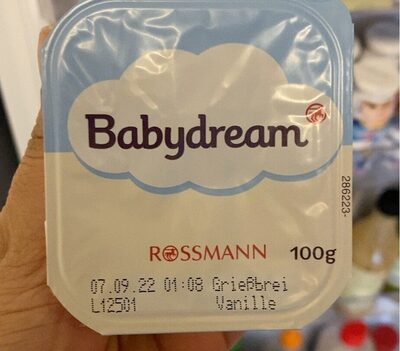 Babydream
286223-
ROSSMANN 100g
07.09.22 01:08 Grießbrei
L12501 Vanille